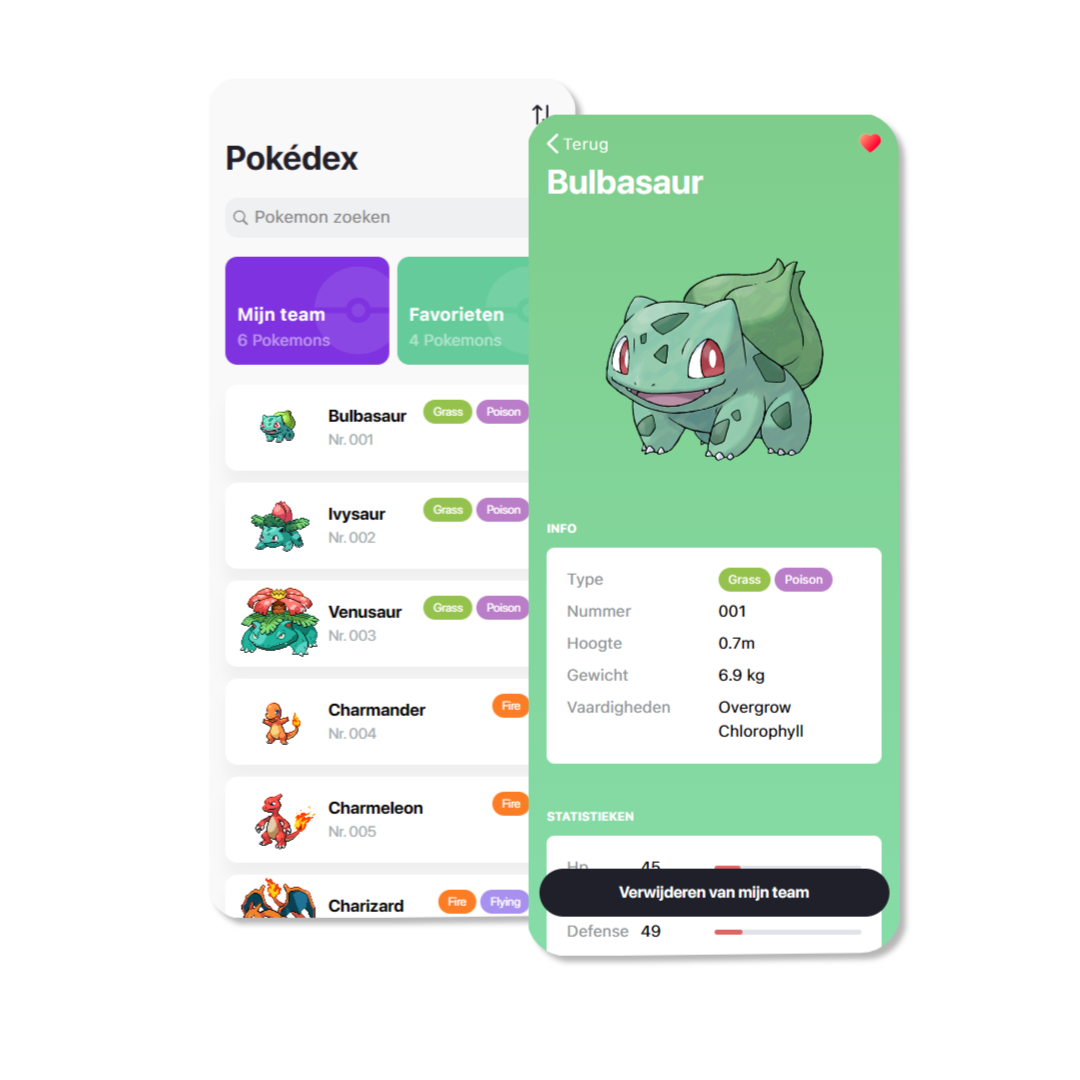 Pokédex
Pokemon zoeken
Mijn team
6 Pokemons
Favorieten
4 Pokemons
Bulbasaur
Nr. 001
Grass Poison
Ivysaur
Nr. 002
Grass Poison
Venusaur
Nr. 003
Grass Poison
Charmander
Nr. 004
Fire
Charmeleon
Nr. 005
Fire
Charizard
Fire Flying
Terug
Bulbasaur
INFO
Type Grass Poison
Nummer 001
Hoogte 0.7m
Gewicht 6.9 kg
Vaardigheden Overgrow
Chlorophyll
STATISTIEKEN
Hp 45
Verwijderen van mijn team
Defense 49